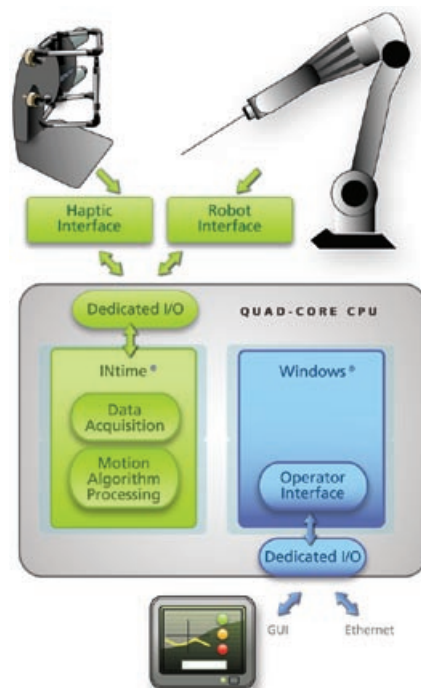 Haptic
Interface
Robot
Interface
Dedicated I/O
QUAD-CORE CPU
INtime®
Windows®
Data
Acquisition
Motion
Algorithm
Processing
Operator
Interface
Dedicated I/O
GUI
Ethernet